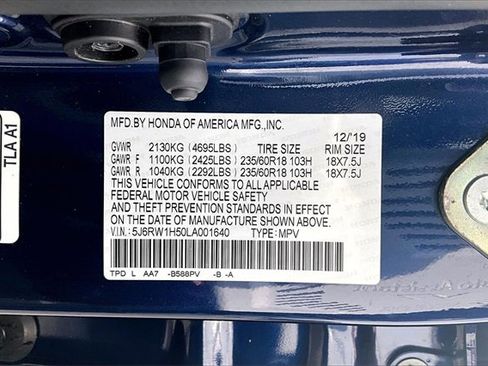 TLA A1
MFD.BY HONDA OF AMERICA MFG.,INC.
12/'19
GVWR 2130KG (4695LBS) TIRE SIZE RIM SIZE
GAWR F 1100KG (2425LBS) 235/60R18 103H 18X7.5J
GAWR R 1040KG (2292LBS) 235/60R18 103H 18X7.5J
THIS VEHICLE CONFORMS TO ALL APPLICABLE
FEDERAL MOTOR VEHICLE SAFETY
AND THEFT PREVENTION STANDARDS IN EFFECT
ON THE DATE OF MANUFACTURE SHOWN ABOVE.
V.I.N: 5J6RW1H50LA001640 TYPE: MPV
TPD L AA7 -B588PV -B -A